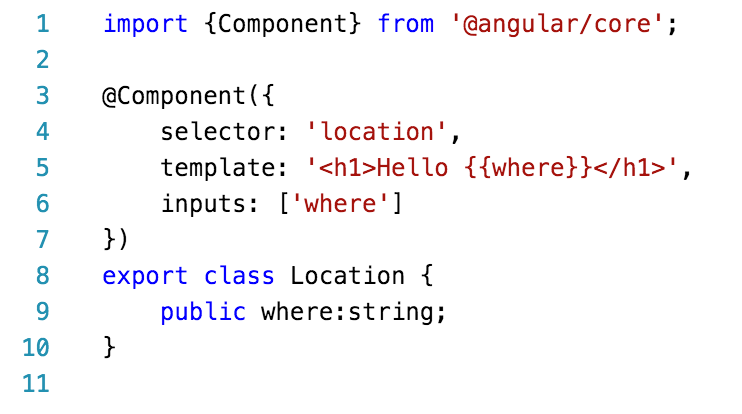 1 import {Component} from '@angular/core';
2
3 @Component({
4     selector: 'location',
5     template: '<h1>Hello {{where}}</h1>',
6     inputs: ['where']
7 })
8 export class Location {
9     public where:string;
10 }
11